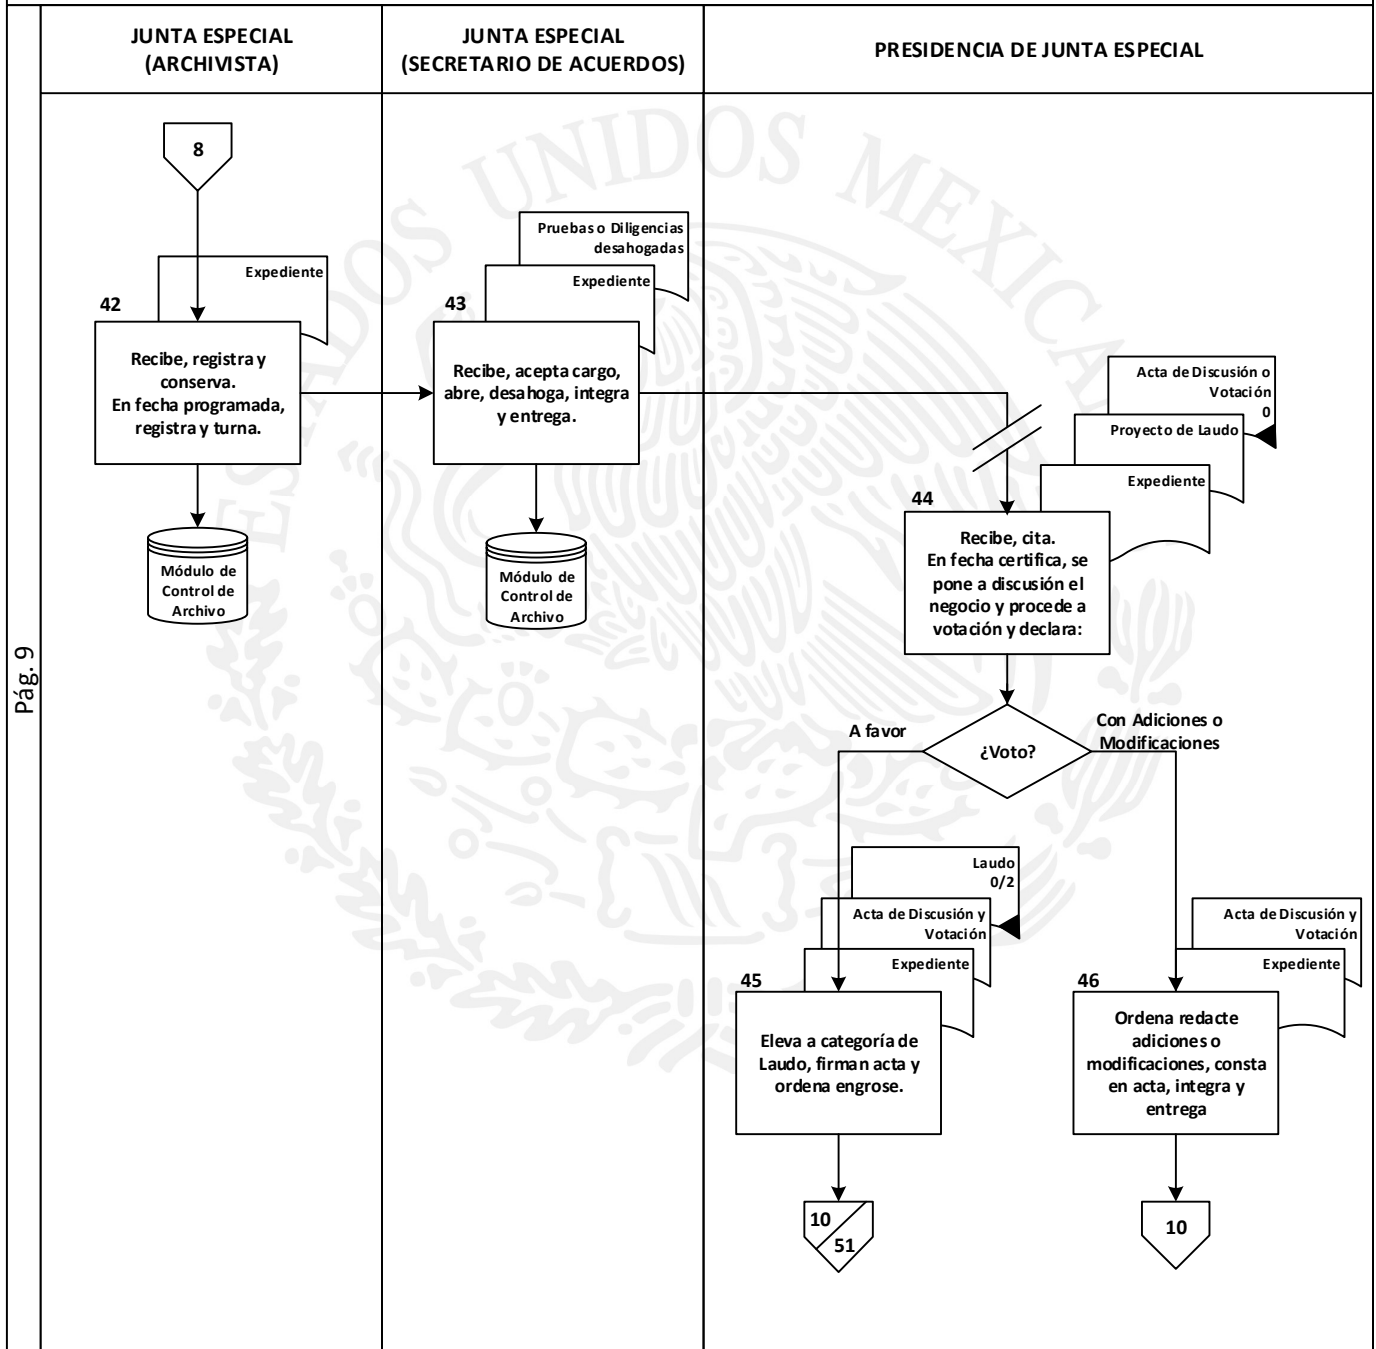 JUNTA ESPECIAL
(ARCHIVISTA)
JUNTA ESPECIAL
(SECRETARIO DE ACUERDOS)
PRESIDENCIA DE JUNTA ESPECIAL
Pág. 9
ESTADOS UNIDOS MEXICA
8
Expediente
42
Recibe, registra y
conserva.
En fecha programada,
registra y turna.
Módulo de
Control de
Archivo
Pruebas o Diligencias
desahogadas
Expediente
43
Recibe, acepta cargo,
abre, desahoga, integra
y entrega.
Módulo de
Control de
Archivo
Acta de Discusión o
Votación
0
Proyecto de Laudo
Expediente
44
Recibe, cita.
En fecha certifica, se
pone a discusión el
negocio y procede a
votación y declara:
¿Voto?
A favor
Con Adiciones o
Modificaciones
Laudo
0/2
Acta de Discusión y
Votación
Expediente
45
Eleva a categoría de
Laudo, firman acta y
ordena engrose.
10
51
Acta de Discusión y
Votación
Expediente
46
Ordena redacte
adiciones o
modificaciones, consta
en acta, integra y
entrega
10